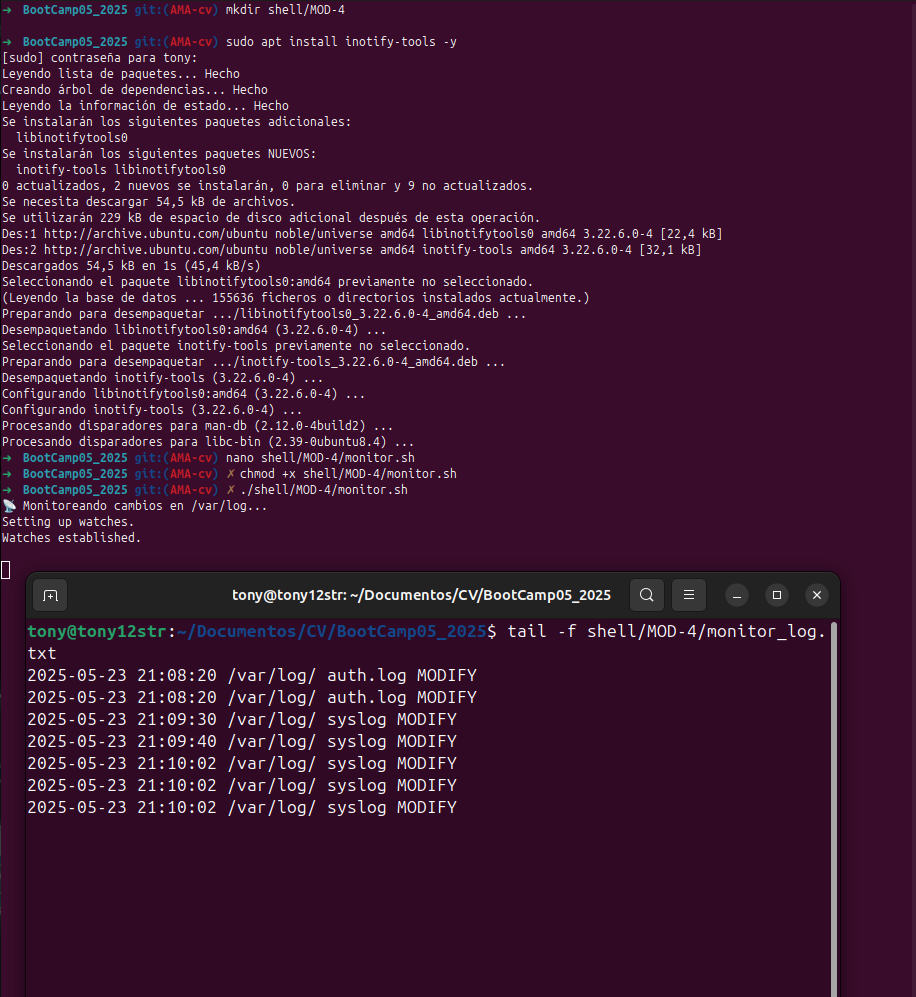 ➜ BootCamp05_2025 git:(AMA-cv) mkdir shell/MOD-4
➜ BootCamp05_2025 git:(AMA-cv) sudo apt install inotify-tools -y
[sudo] contraseña para tony:
Leyendo lista de paquetes... Hecho
Creando árbol de dependencias... Hecho
Leyendo la información de estado... Hecho
Se instalarán los siguientes paquetes adicionales:
  libinotifytools0
Se instalarán los siguientes paquetes NUEVOS:
  inotify-tools libinotifytools0
0 actualizados, 2 nuevos se instalarán, 0 para eliminar y 9 no actualizados.
Se necesita descargar 54,5 kB de archivos.
Se utilizarán 229 kB de espacio de disco adicional después de esta operación.
Des:1 http://archive.ubuntu.com/ubuntu noble/universe amd64 libinotifytools0 amd64 3.22.6.0-4 [22,4 kB]
Des:2 http://archive.ubuntu.com/ubuntu noble/universe amd64 inotify-tools amd64 3.22.6.0-4 [32,1 kB]
Descargados 54,5 kB en 1s (45,4 kB/s)
Seleccionando el paquete libinotifytools0:amd64 previamente no seleccionado.
(Leyendo la base de datos ... 155636 ficheros o directorios instalados actualmente.)
Preparando para desempaquetar .../libinotifytools0_3.22.6.0-4_amd64.deb ...
Desempaquetando libinotifytools0:amd64 (3.22.6.0-4) ...
Seleccionando el paquete inotify-tools previamente no seleccionado.
Preparando para desempaquetar .../inotify-tools_3.22.6.0-4_amd64.deb ...
Desempaquetando inotify-tools (3.22.6.0-4) ...
Configurando libinotifytools0:amd64 (3.22.6.0-4) ...
Configurando inotify-tools (3.22.6.0-4) ...
Procesando disparadores para man-db (2.12.0-4build2) ...
Procesando disparadores para libc-bin (2.39-0ubuntu8.4) ...
➜ BootCamp05_2025 git:(AMA-cv) nano shell/MOD-4/monitor.sh
➜ BootCamp05_2025 git:(AMA-cv) ✗ chmod +x shell/MOD-4/monitor.sh
➜ BootCamp05_2025 git:(AMA-cv) ✗ ./shell/MOD-4/monitor.sh
📡 Monitoreando cambios en /var/log...
Setting up watches.
Watches established.
tony@tony12str: ~/Documentos/CV/BootCamp05_2025
tony@tony12str:~/Documentos/CV/BootCamp05_2025$ tail -f shell/MOD-4/monitor_log.
txt
2025-05-23 21:08:20 /var/log/ auth.log MODIFY
2025-05-23 21:08:20 /var/log/ auth.log MODIFY
2025-05-23 21:09:30 /var/log/ syslog MODIFY
2025-05-23 21:09:40 /var/log/ syslog MODIFY
2025-05-23 21:10:02 /var/log/ syslog MODIFY
2025-05-23 21:10:02 /var/log/ syslog MODIFY
2025-05-23 21:10:02 /var/log/ syslog MODIFY